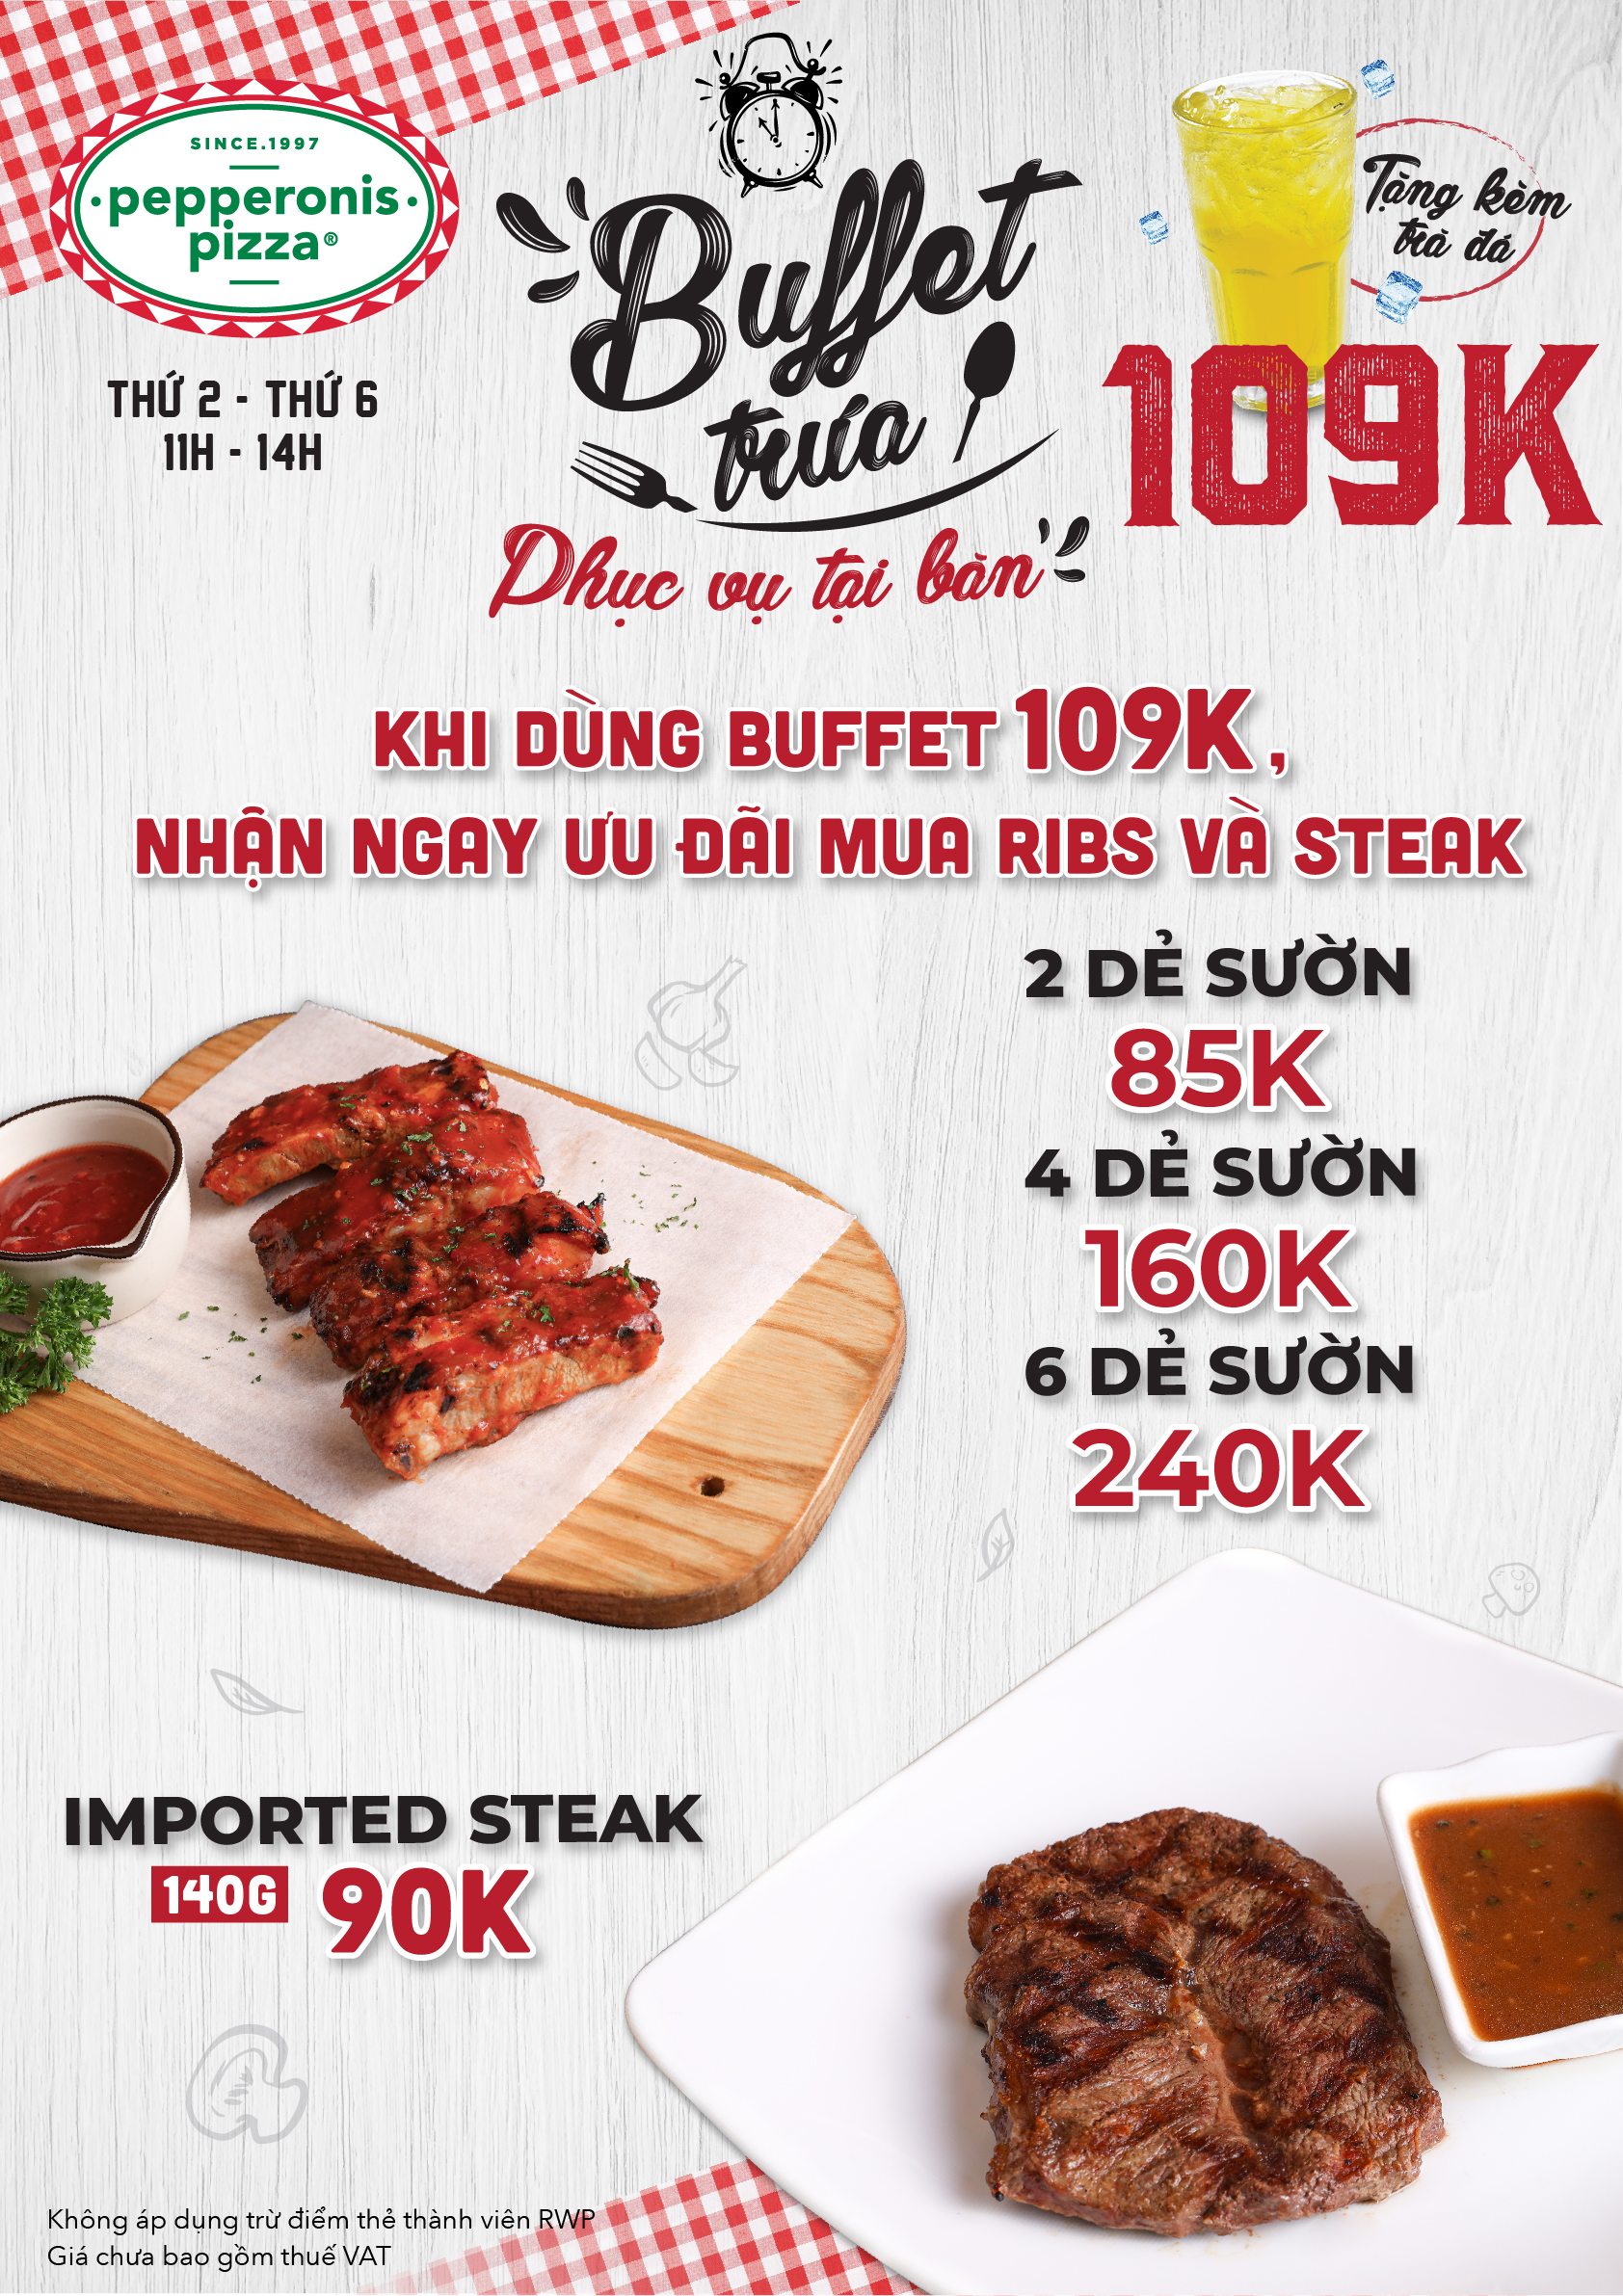 SINCE.1997
pepperonis
pizza®
THỨ 2 - THỨ 6
11H - 14H
Buffet
trưa
Phục vụ tại bàn
Tặng kèm
trà đá
109K
KHI DÙNG BUFFET 109K,
NHẬN NGAY ƯU ĐÃI MUA RIBS VÀ STEAK
2 DẺ SƯỜN
85K
4 DẺ SƯỜN
160K
6 DẺ SƯỜN
240K
IMPORTED STEAK
140G 90K
Không áp dụng trừ điểm thẻ thành viên RWP
Giá chưa bao gồm thuế VAT